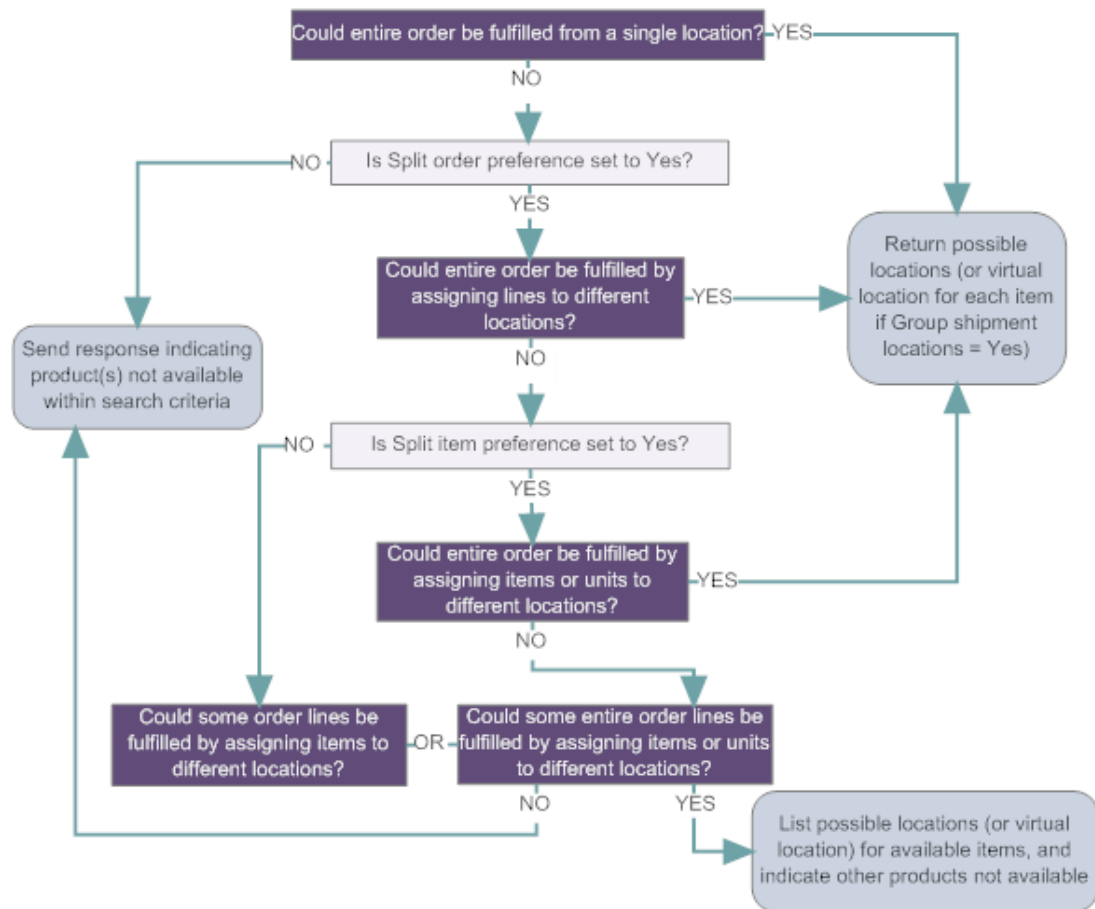 Could entire order be fulfilled from a single location?
YES
NO
Is Split order preference set to Yes?
NO
YES
Could entire order be fulfilled by
assigning lines to different
locations?
YES
Return possible
locations (or virtual
location for each item
if Group shipment
locations = Yes)
Send response indicating
product(s) not available
within search criteria
NO
Is Split item preference set to Yes?
NO
YES
Could entire order be fulfilled by
assigning items or units to
different locations?
YES
NO
Could some order lines be
fulfilled by assigning items to
different locations?
OR
Could some entire order lines be
fulfilled by assigning items or units
to different locations?
NO
YES
List possible locations (or virtual
location) for available items, and
indicate other products not available